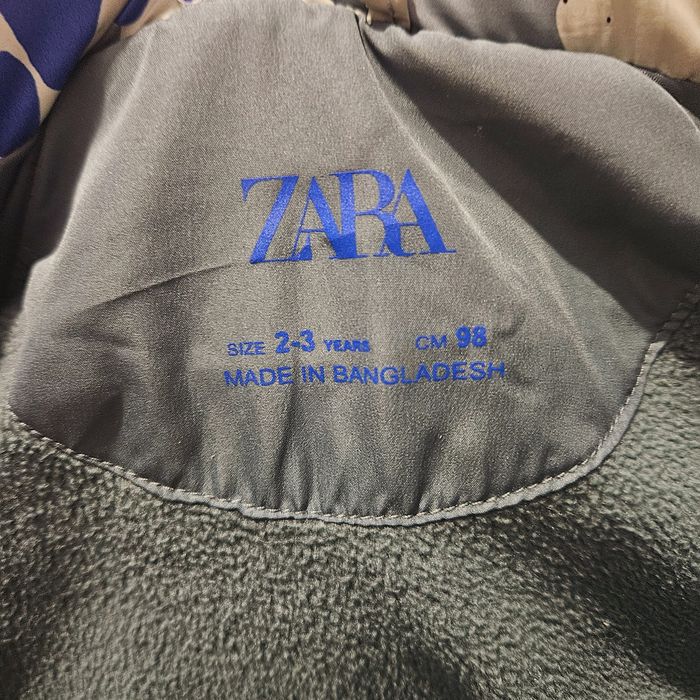 ZARA
SIZE 2-3 YEARS CM 98
MADE IN BANGLADESH